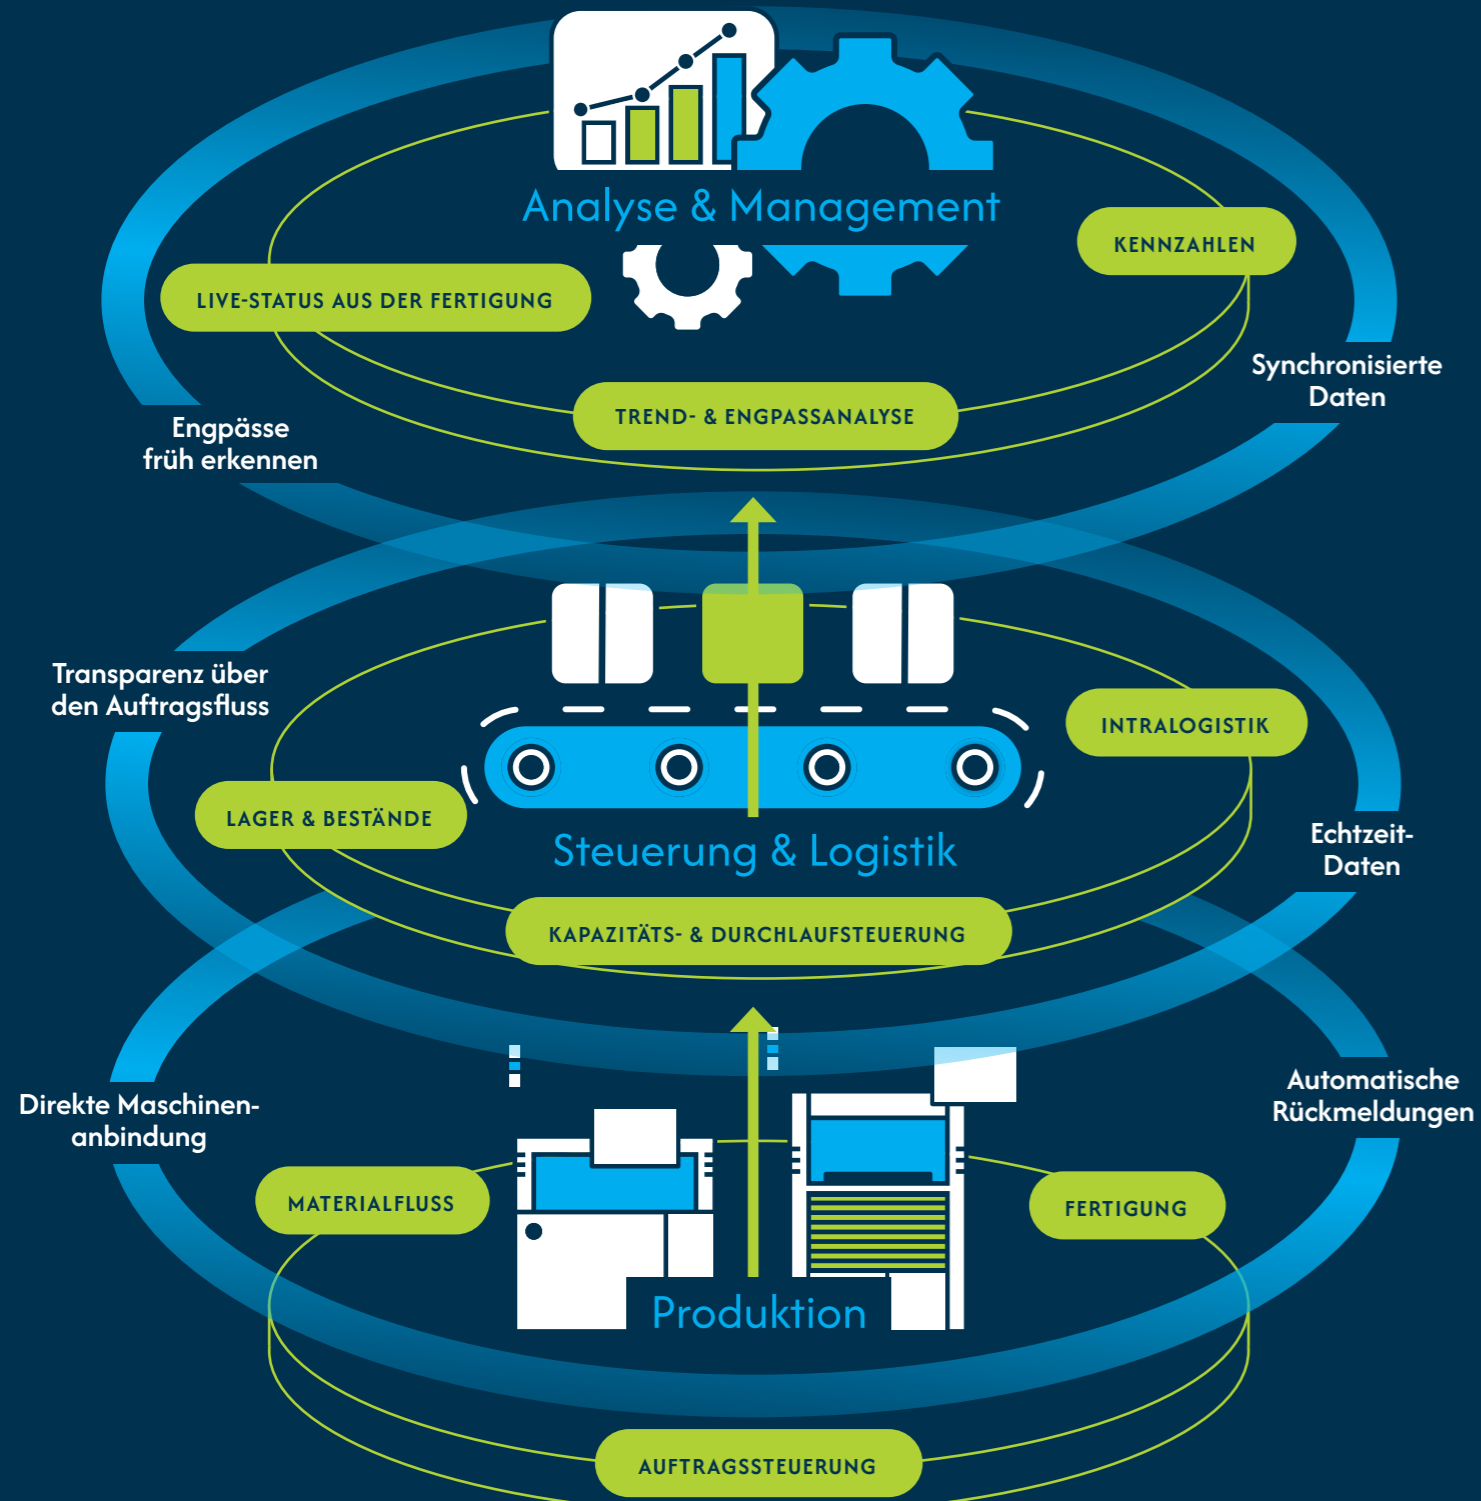 Analyse & Management
KENNZAHLEN
LIVE-STATUS AUS DER FERTIGUNG
Synchronisierte
Daten
TREND- & ENGPASSANALYSE
Engpässe
früh erkennen
Transparenz über
den Auftragsfluss
INTRALOGISTIK
LAGER & BESTÄNDE
Steuerung & Logistik
Echtzeit-
Daten
KAPAZITÄTS- & DURCHLAUFSTEUERUNG
Direkte Maschinen-
anbindung
Automatische
Rückmeldungen
MATERIALFLUSS
FERTIGUNG
Produktion
AUFTRAGSSTEUERUNG